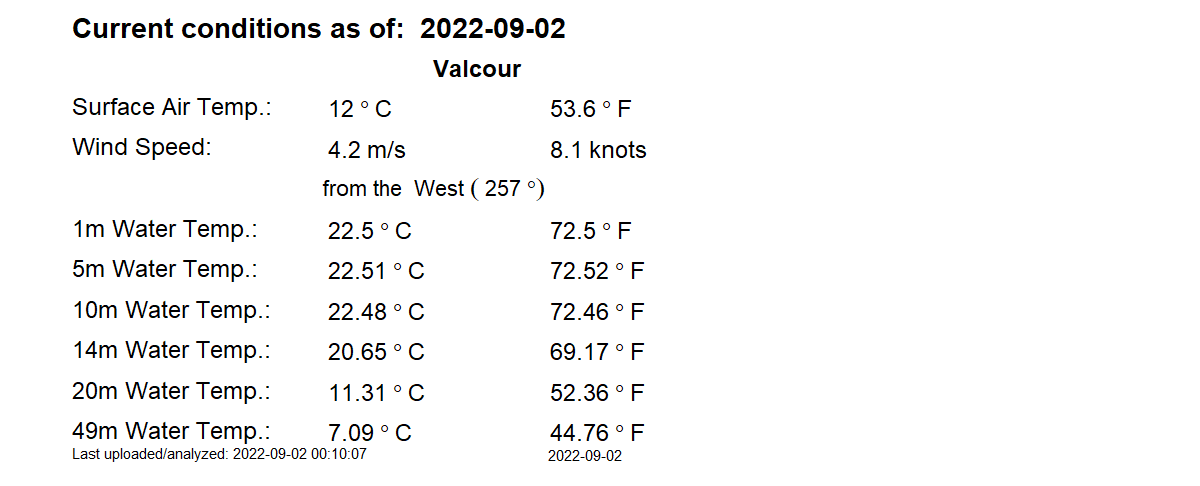 Current conditions as of: 2022-09-02
Valcour
Surface Air Temp.: 12 ° C 53.6 ° F
Wind Speed: 4.2 m/s 8.1 knots
from the West ( 257 °)
1m Water Temp.: 22.5 ° C 72.5 ° F
5m Water Temp.: 22.51 ° C 72.52 ° F
10m Water Temp.: 22.48 ° C 72.46 ° F
14m Water Temp.: 20.65 ° C 69.17 ° F
20m Water Temp.: 11.31 ° C 52.36 ° F
49m Water Temp.: 7.09 ° C 44.76 ° F
Last uploaded/analyzed: 2022-09-02 00:10:07 2022-09-02